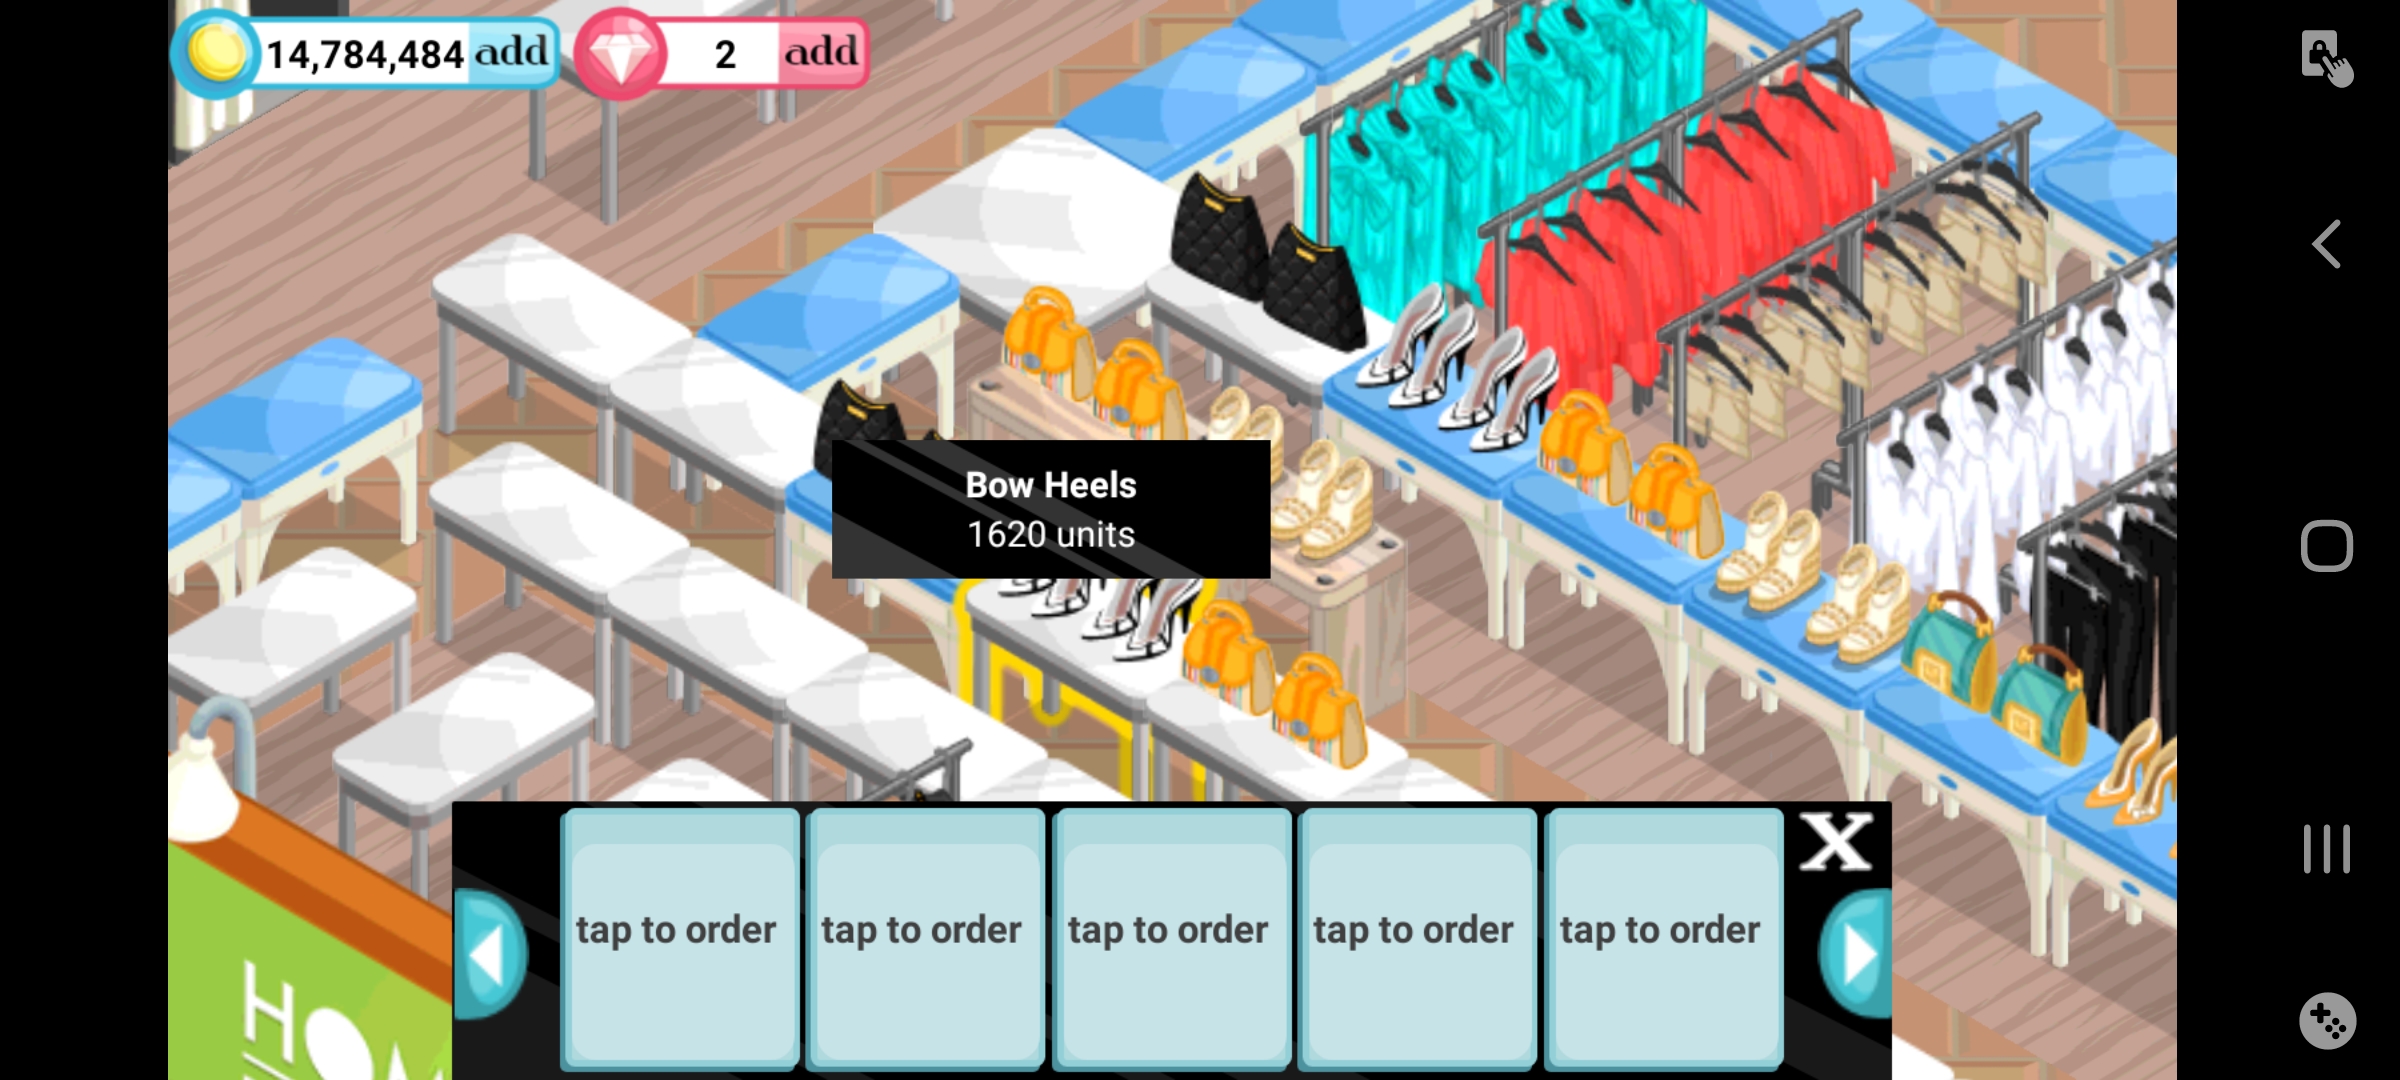 14,784,484 add
2 add
Bow Heels
1620 units
X
tap to order
tap to order
tap to order
tap to order
tap to order